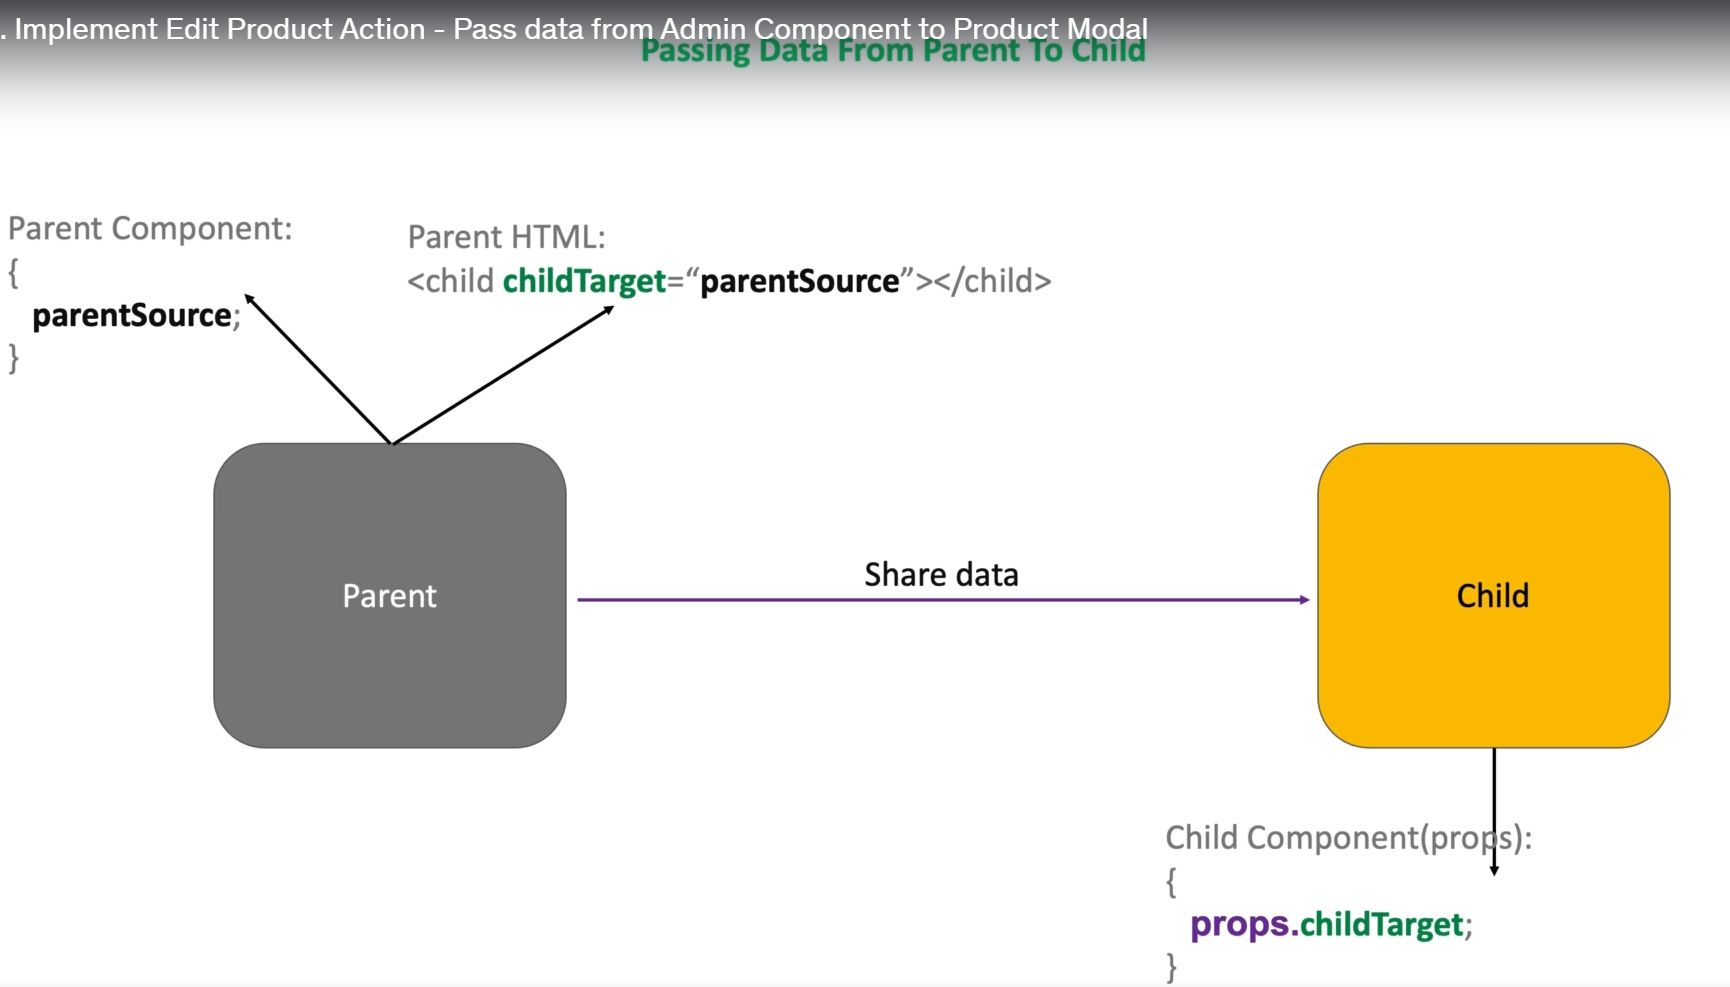 . Implement Edit Product Action - Pass data from Admin Component to Product Modal
Passing Data From Parent To Child
Parent Component:
{
parentSource;
}
Parent HTML:
<child childTarget=“parentSource”></child>
Parent
Share data
Child
Child Component(props):
{
props.childTarget;
}